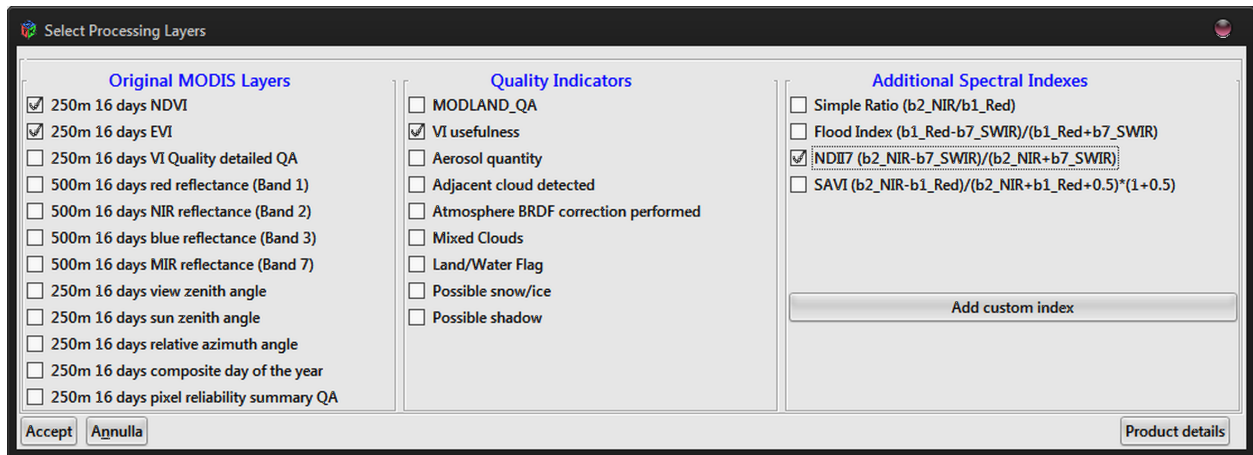 Select Processing Layers
Original MODIS Layers
250m 16 days NDVI
250m 16 days EVI
250m 16 days VI Quality detailed QA
500m 16 days red reflectance (Band 1)
500m 16 days NIR reflectance (Band 2)
500m 16 days blue reflectance (Band 3)
500m 16 days MIR reflectance (Band 7)
250m 16 days view zenith angle
250m 16 days sun zenith angle
250m 16 days relative azimuth angle
250m 16 days composite day of the year
250m 16 days pixel reliability summary QA
Quality Indicators
MODLAND_QA
VI usefulness
Aerosol quantity
Adjacent cloud detected
Atmosphere BRDF correction performed
Mixed Clouds
Land/Water Flag
Possible snow/ice
Possible shadow
Additional Spectral Indexes
Simple Ratio (b2_NIR/b1_Red)
Flood Index (b1_Red-b7_SWIR)/(b1_Red+b7_SWIR)
NDII7 (b2_NIR-b7_SWIR)/(b2_NIR+b7_SWIR)
SAVI (b2_NIR-b1_Red)/(b2_NIR+b1_Red+0.5)*(1+0.5)
Add custom index
Accept
Annulla
Product details